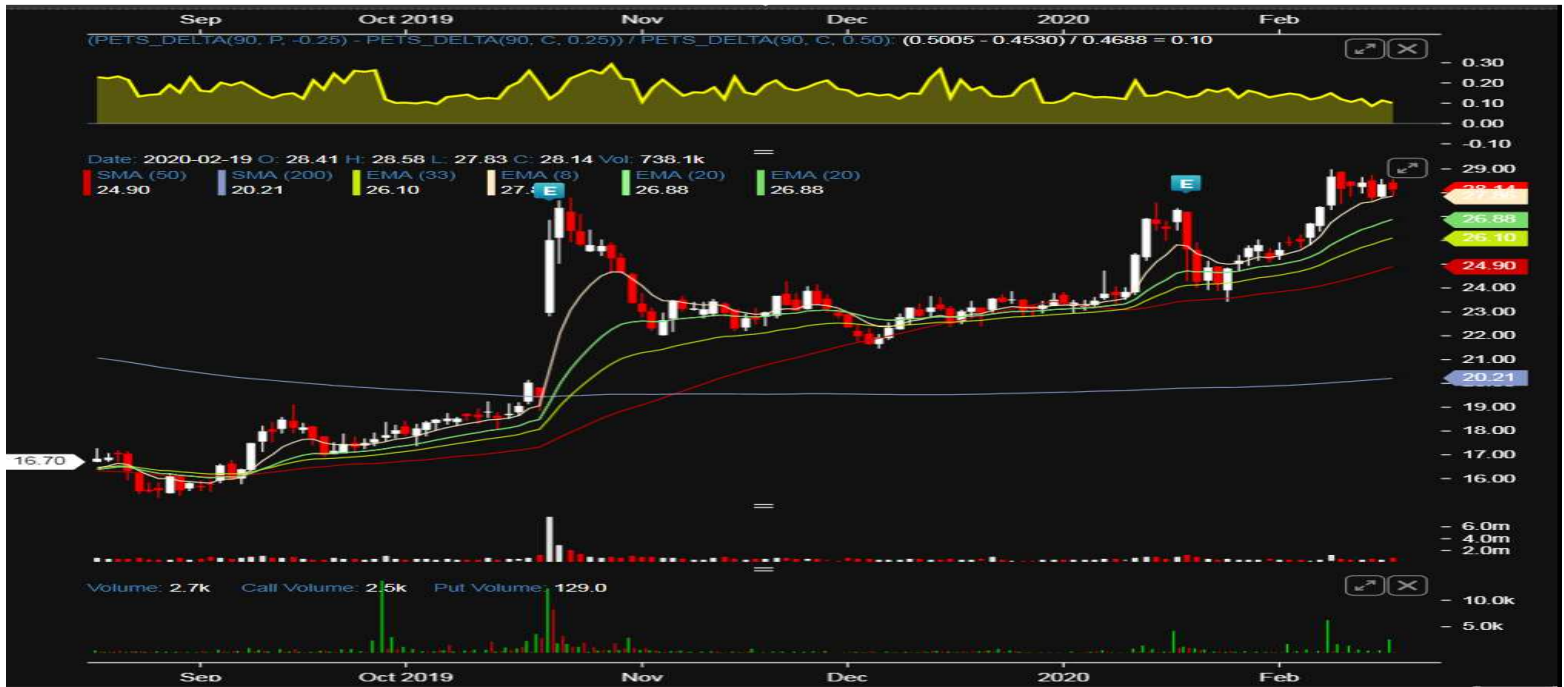 Sep Oct 2019 Nov Dec 2020 Feb
(PETS_DELTA(90, P, -0.25) - PETS_DELTA(90, C, 0.25)) / PETS_DELTA(90, C, 0.50): (0.5005 - 0.4530) / 0.4688 = 0.10
0.30
0.20
0.10
0.00
-0.10
Date: 2020-02-19 O: 28.41 H: 28.58 L: 27.83 C: 28.14 Vol: 738.1k
SMA (50) SMA (200) EMA (33) EMA (8) EMA (20) EMA (20)
24.90 20.21 26.10 26.88 26.88
E
E
29.00
28.14
26.88
26.10
24.90
24.00
23.00
22.00
21.00
20.21
19.00
18.00
17.00
16.70
16.00
6.0m
4.0m
2.0m
Volume: 2.7k Call Volume: 2.5k Put Volume: 129.0
10.0k
5.0k
Sep Oct 2019 Nov Dec 2020 Feb